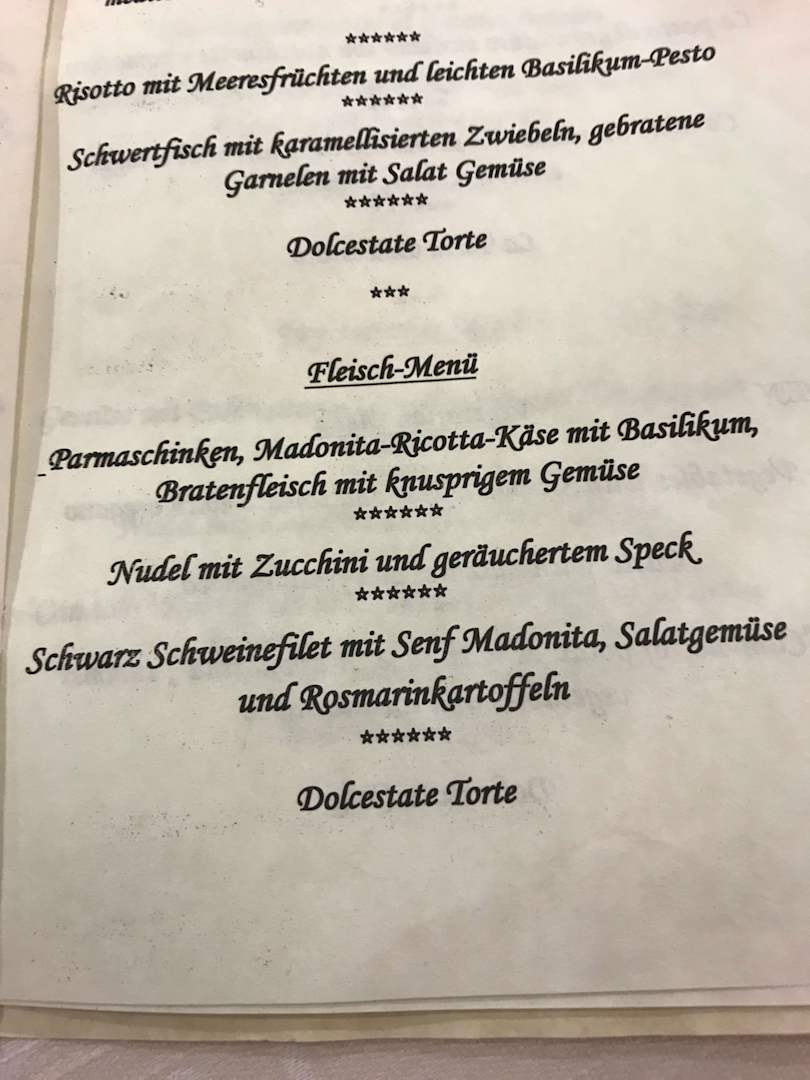 ******
Risotto mit Meeresfrüchten und leichten Basilikum-Pesto
******
Schwertfisch mit karamellisierten Zwiebeln, gebratene
Garnelen mit Salat Gemüse
******
Dolcestate Torte
***
Fleisch-Menü
Parmaschinken, Madonita-Ricotta-Käse mit Basilikum,
Bratenfleisch mit knusprigem Gemüse
******
Nudel mit Zucchini und geräuchertem Speck
******
Schwarz Schweinefilet mit Senf Madonita, Salatgemüse
und Rosmarinkartoffeln
******
Dolcestate Torte